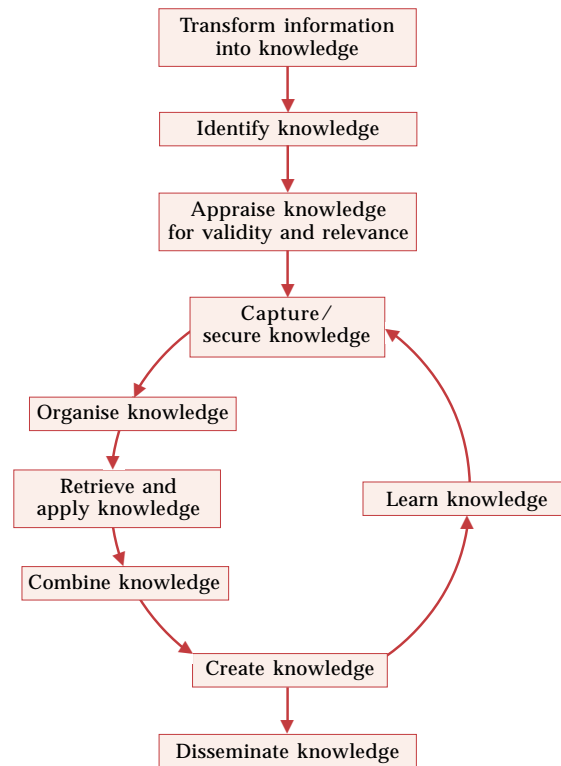 Transform information
into knowledge
Identify knowledge
Appraise knowledge
for validity and relevance
Capture/
secure knowledge
Organise knowledge
Retrieve and
apply knowledge
Learn knowledge
Combine knowledge
Create knowledge
Disseminate knowledge